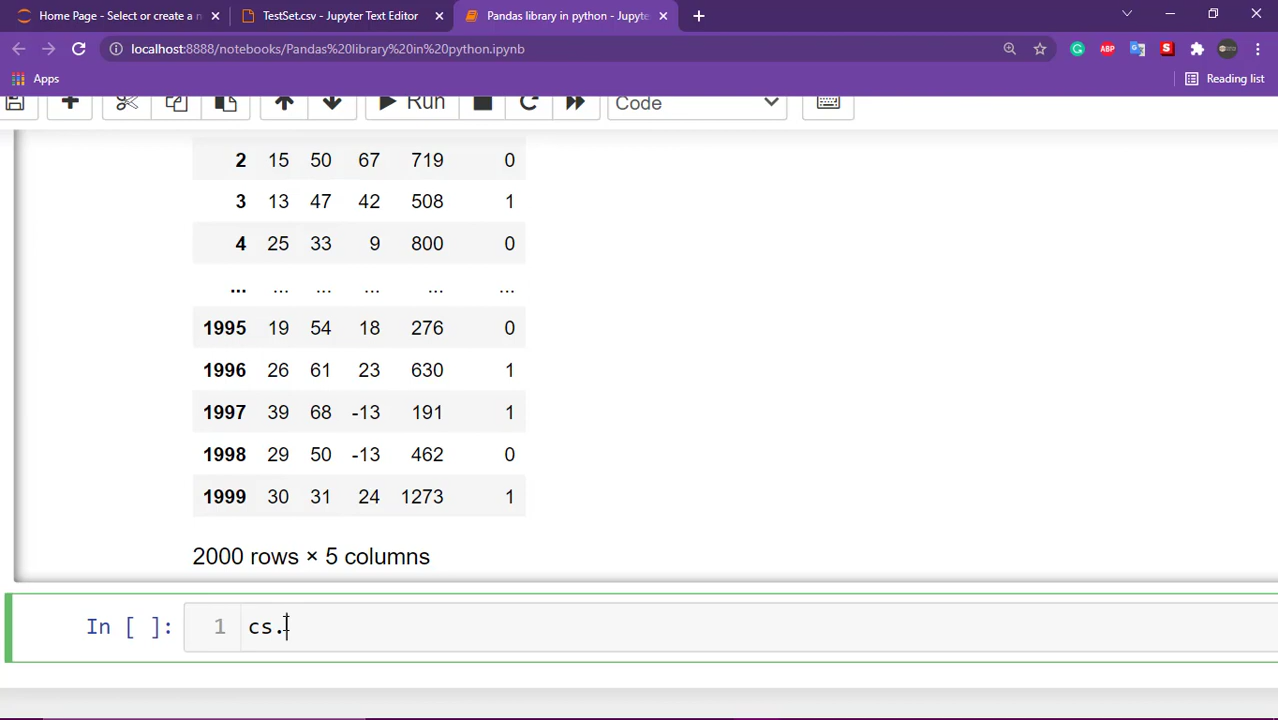 Home Page - Select or create a n
TestSet.csv - Jupyter Text Editor
Pandas library in python - Jupyte
localhost:8888/notebooks/Pandas%20library%20in%20python.ipynb
ABP
S
Apps
Reading list
Run
Code
2 15 50 67 719 0
3 13 47 42 508 1
4 25 33 9 800 0
... ... ... ... ... ...
1995 19 54 18 276 0
1996 26 61 23 630 1
1997 39 68 -13 191 1
1998 29 50 -13 462 0
1999 30 31 24 1273 1
2000 rows × 5 columns
In [ ]: 1 cs.